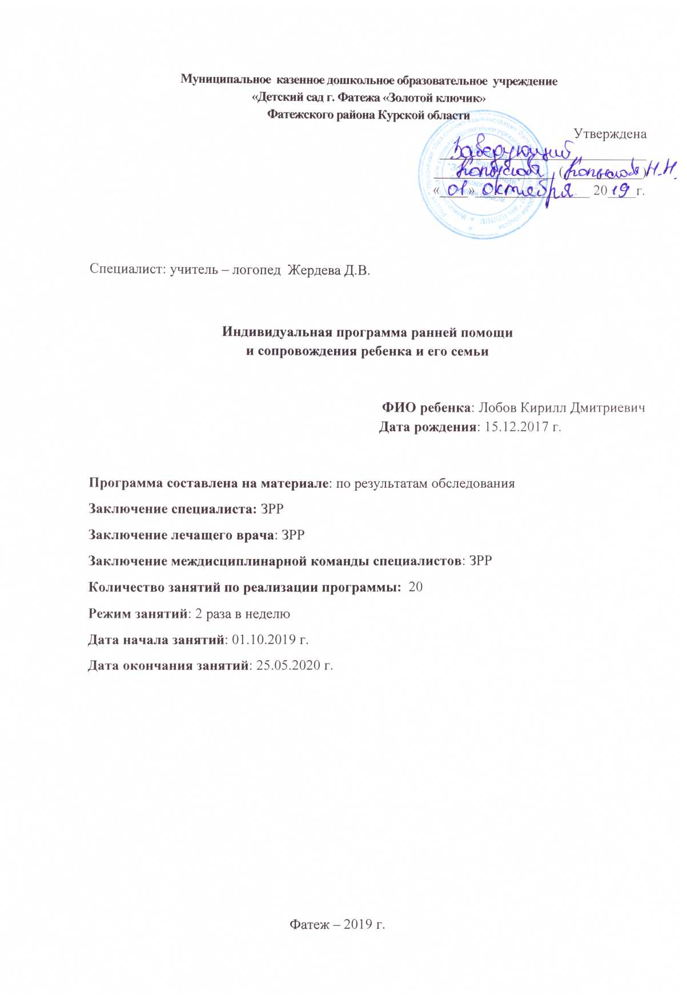 Муниципальное казенное дошкольное образовательное учреждение
«Детский сад г. Фатежа «Золотой ключик»
Фатежского района Курской области
Утверждена
Заведующий
Копылова (Копылова Н.Н.)
«01» октября 2019 г.
Специалист: учитель – логопед Жердева Д.В.
Индивидуальная программа ранней помощи
и сопровождения ребенка и его семьи
ФИО ребенка: Лобов Кирилл Дмитриевич
Дата рождения: 15.12.2017 г.
Программа составлена на материале: по результатам обследования
Заключение специалиста: ЗРР
Заключение лечащего врача: ЗРР
Заключение междисциплинарной команды специалистов: ЗРР
Количество занятий по реализации программы: 20
Режим занятий: 2 раза в неделю
Дата начала занятий: 01.10.2019 г.
Дата окончания занятий: 25.05.2020 г.
Фатеж – 2019 г.